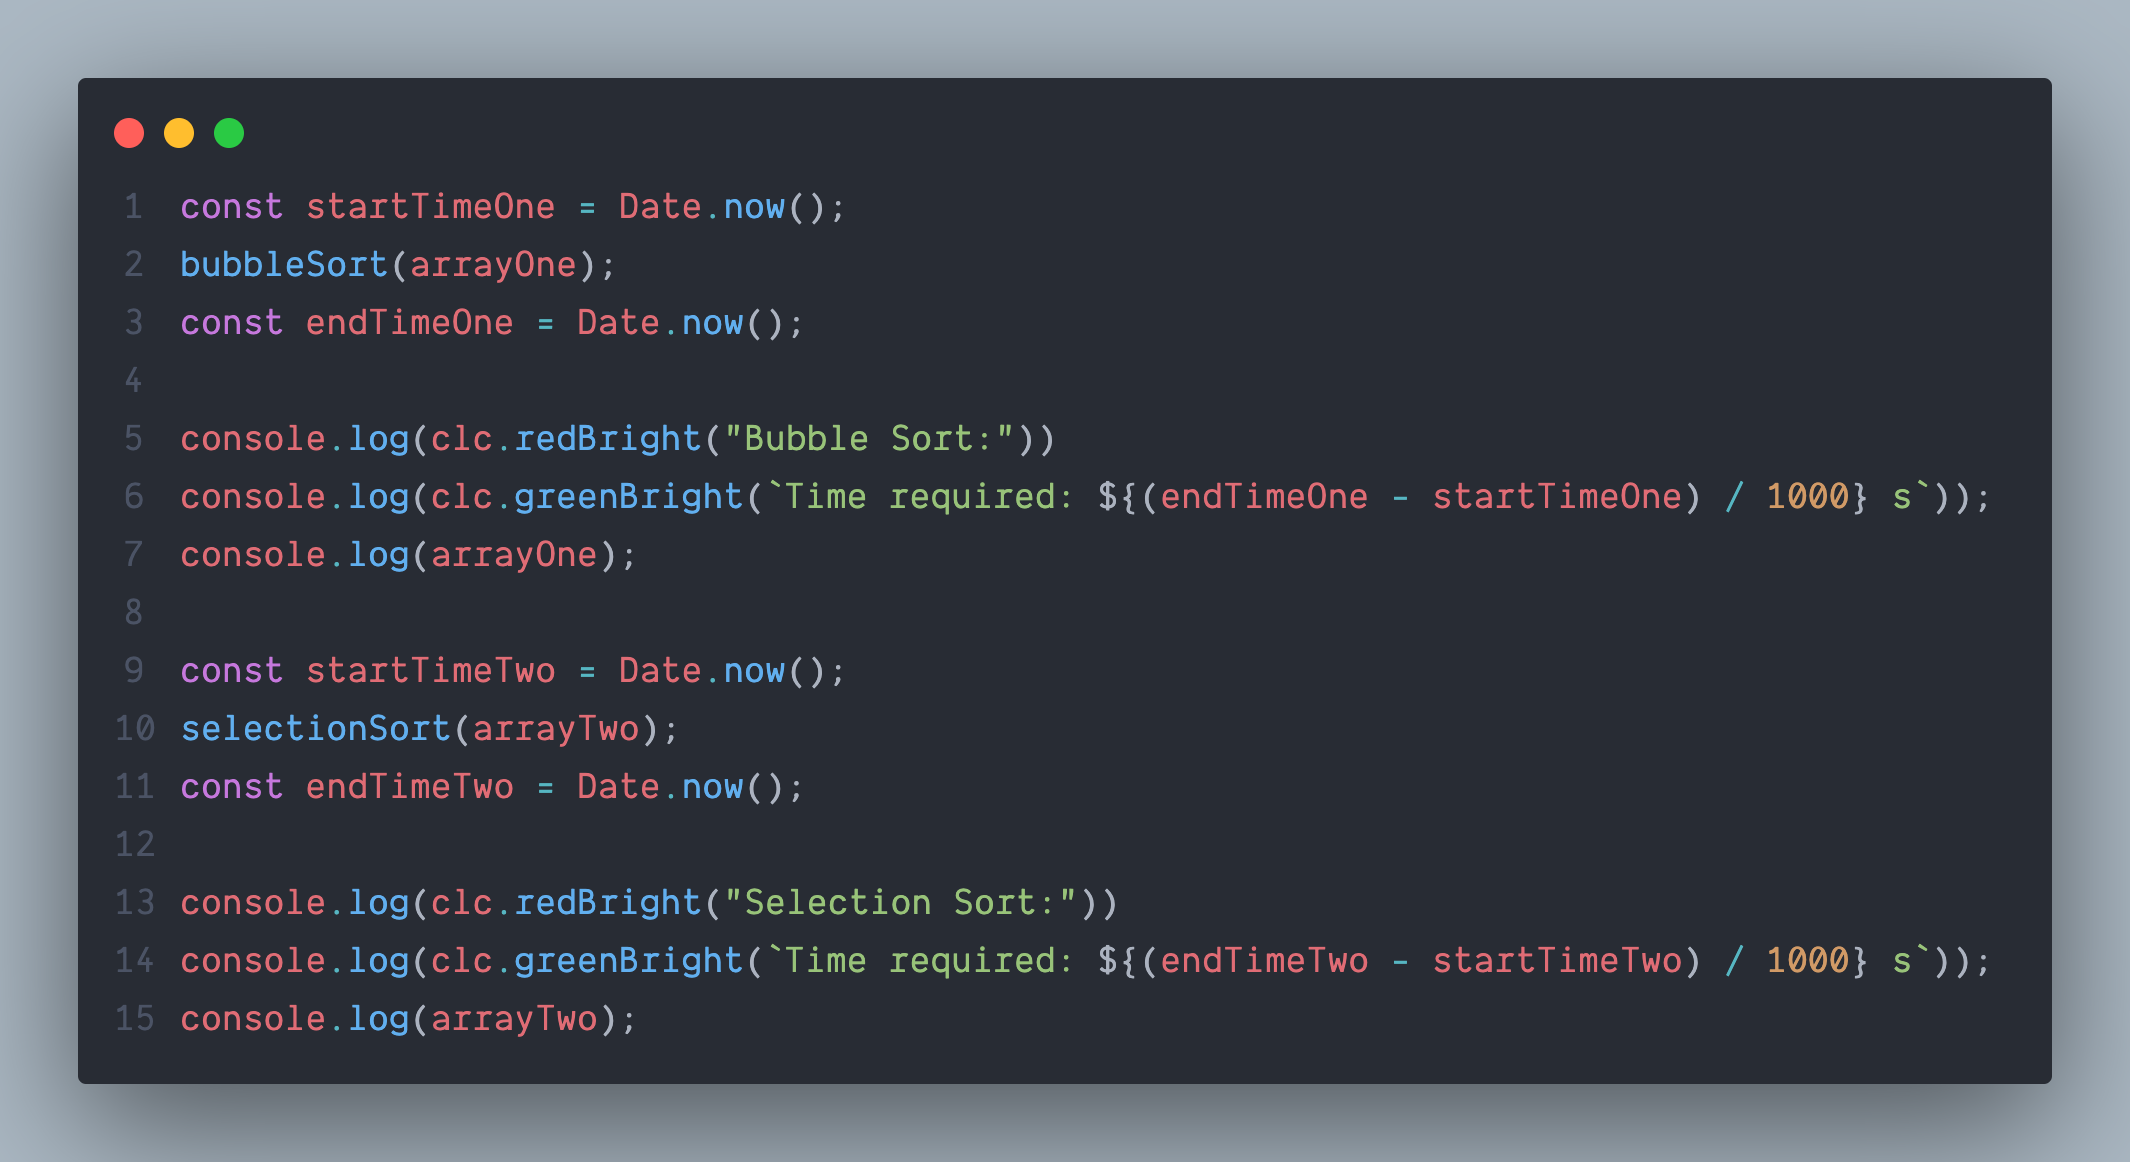 1 const startTimeOne = Date.now();
2 bubbleSort(arrayOne);
3 const endTimeOne = Date.now();
4
5 console.log(clc.redBright("Bubble Sort:"))
6 console.log(clc.greenBright(`Time required: ${(endTimeOne - startTimeOne) / 1000} s`));
7 console.log(arrayOne);
8
9 const startTimeTwo = Date.now();
10 selectionSort(arrayTwo);
11 const endTimeTwo = Date.now();
12
13 console.log(clc.redBright("Selection Sort:"))
14 console.log(clc.greenBright(`Time required: ${(endTimeTwo - startTimeTwo) / 1000} s`));
15 console.log(arrayTwo);